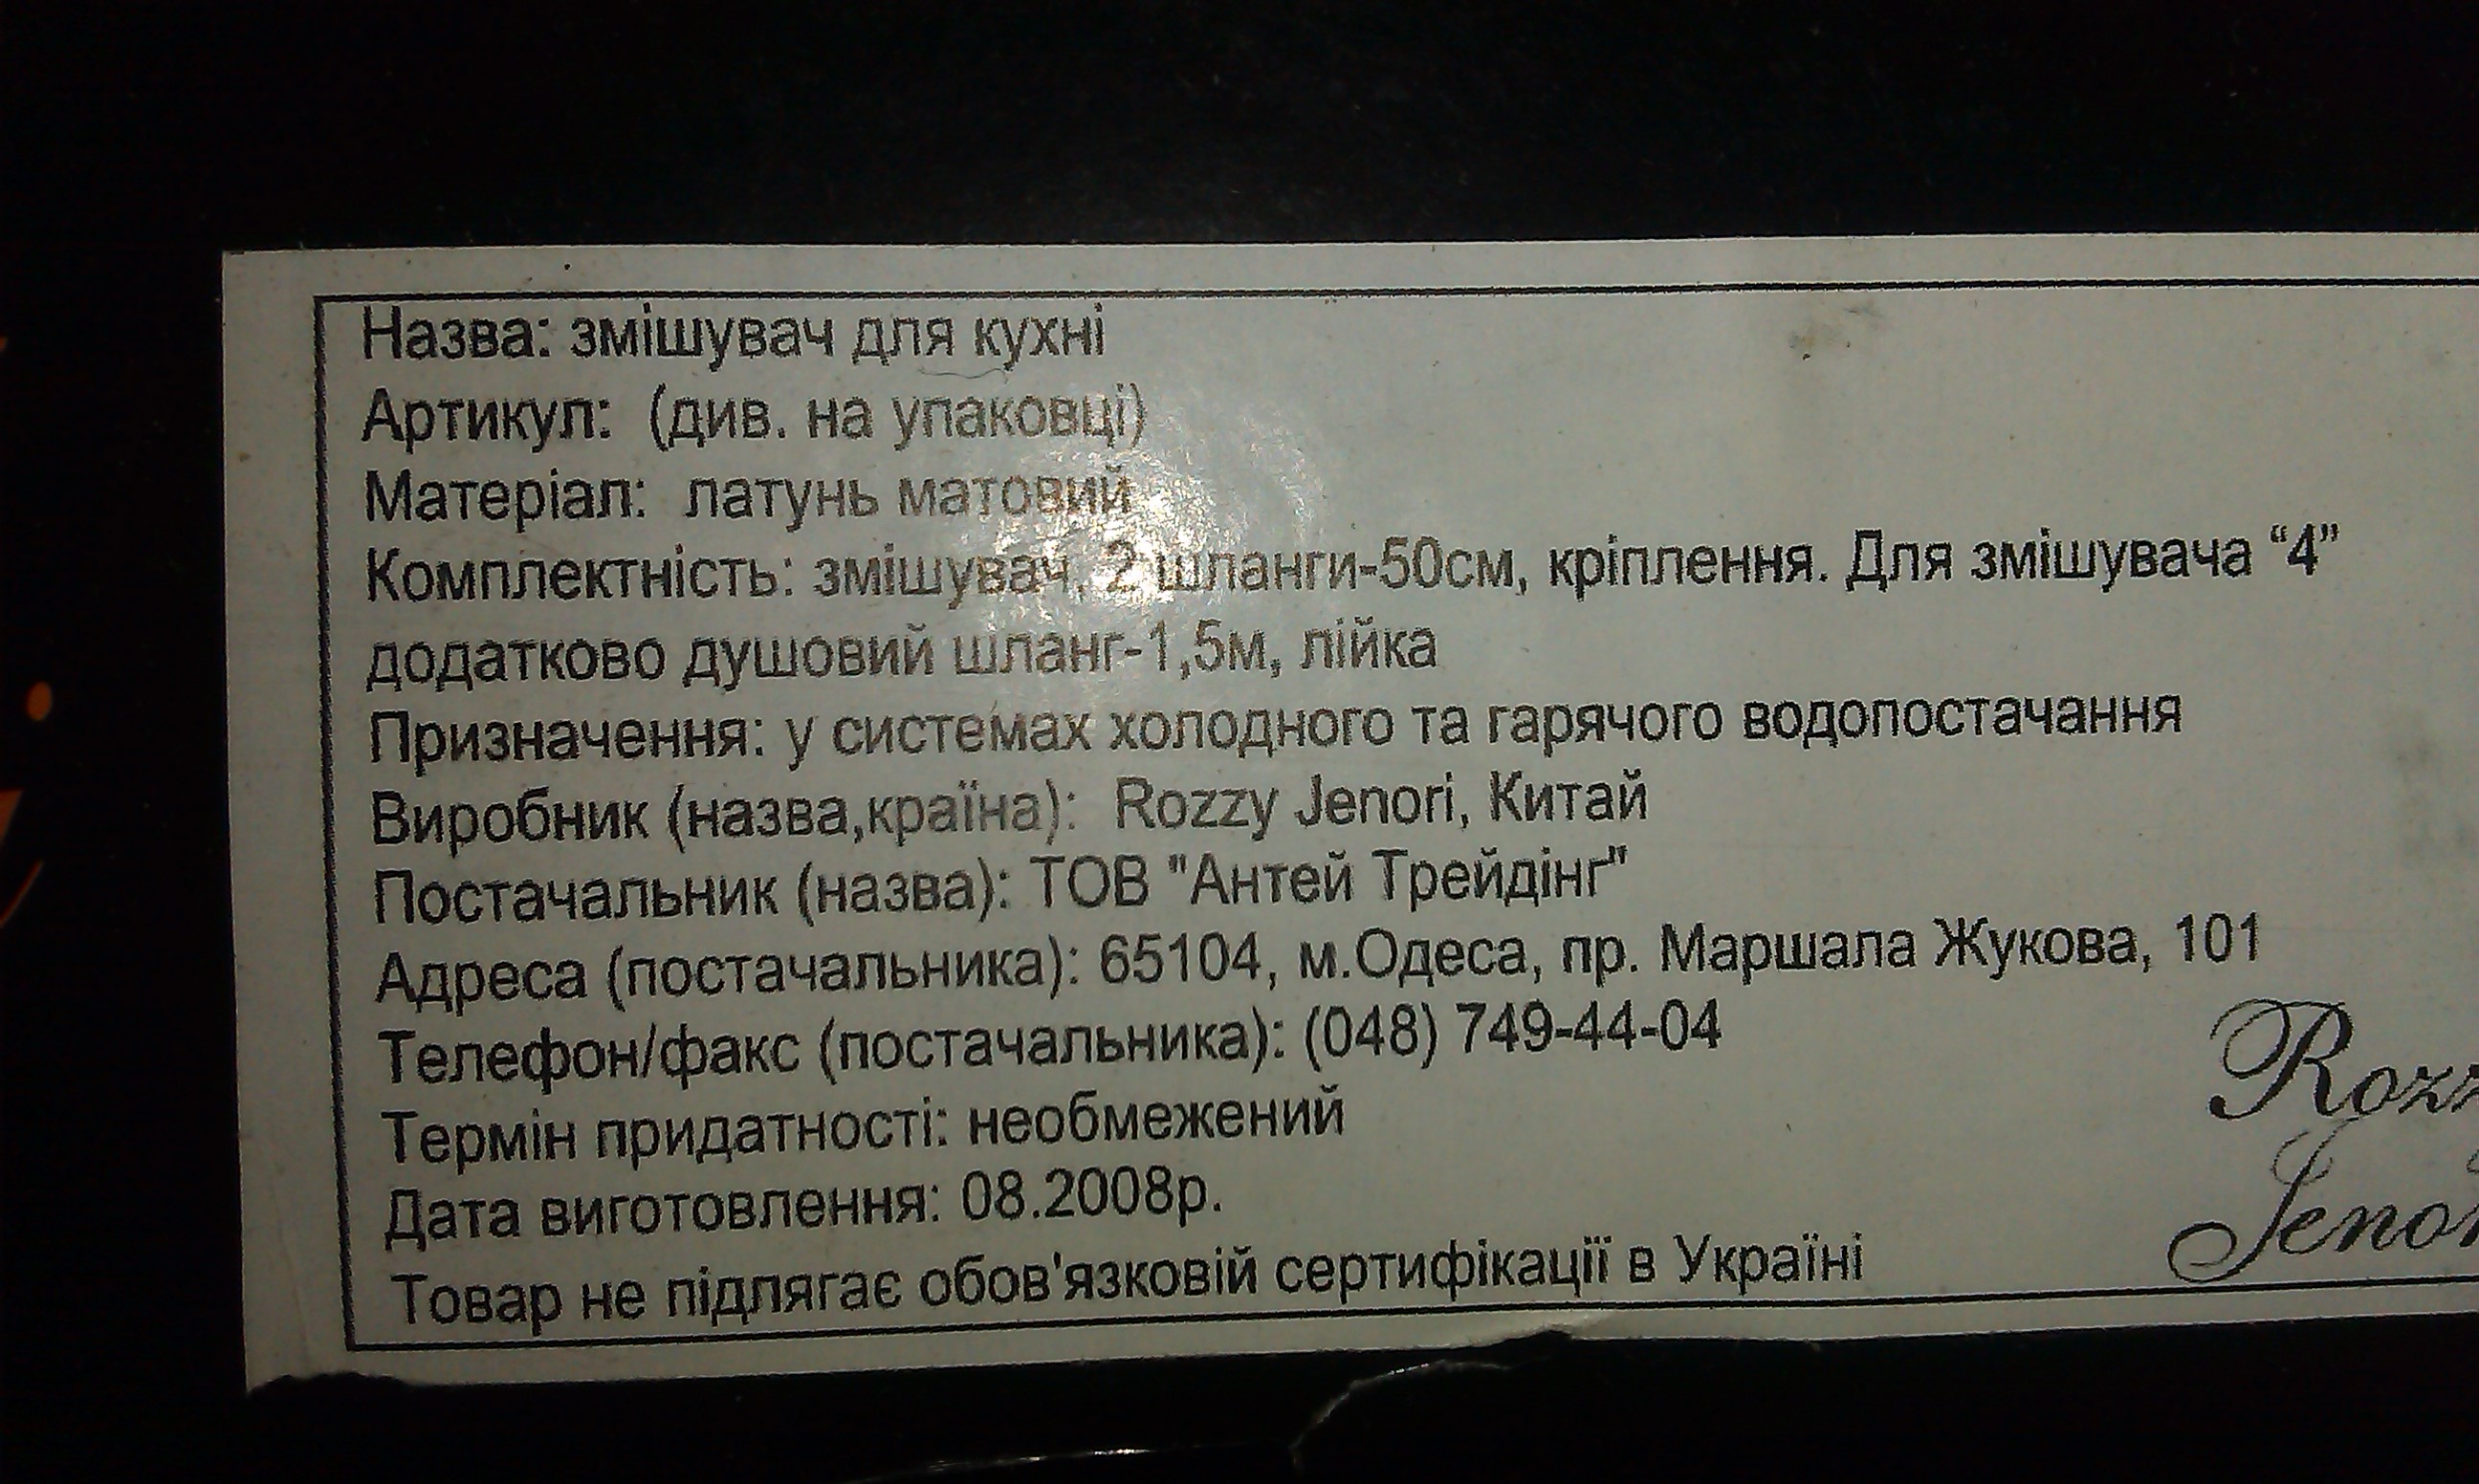 Назва: змішувач для кухні
Артикул: (див. на упаковці)
Матеріал: латунь матовий
Комплектність: змішувач, 2 шланги-50см, кріплення. Для змішувача “4”
додатково душовий шланг-1,5м, лійка
Призначення: у системах холодного та гарячого водопостачання
Виробник (назва,країна): Rozzy Jenori, Китай
Постачальник (назва): ТОВ "Антей Трейдінг"
Адреса (постачальника): 65104, м.Одеса, пр. Маршала Жукова, 101
Телефон/факс (постачальника): (048) 749-44-04
Термін придатності: необмежений
Дата виготовлення: 08.2008р.
Товар не підлягає обов'язковій сертифікації в Україні